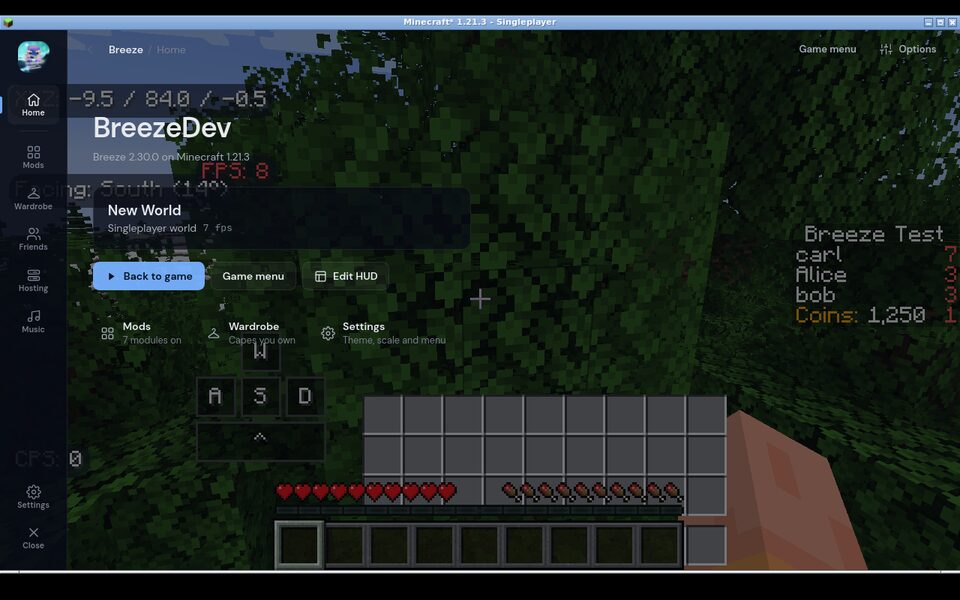 Minecraft* 1.21.3 - Singleplayer
Breeze / Home
Game menu
Options
-9.5 / 84.0 / -0.5
Home
BreezeDev
Breeze 2.30.0 on Minecraft 1.21.3
FPS: 8
Mods
Facing: South (14°)
Wardrobe
New World
Singleplayer world 7 fps
Friends
Breeze Test
carl 7
Alice 3
bob 3
Coins: 1,250 1
Back to game
Game menu
Edit HUD
Hosting
Music
Mods
7 modules on
Wardrobe
Capes you own
Settings
Theme, scale and menu
W
A S D
^
CPS: 0
Settings
Close